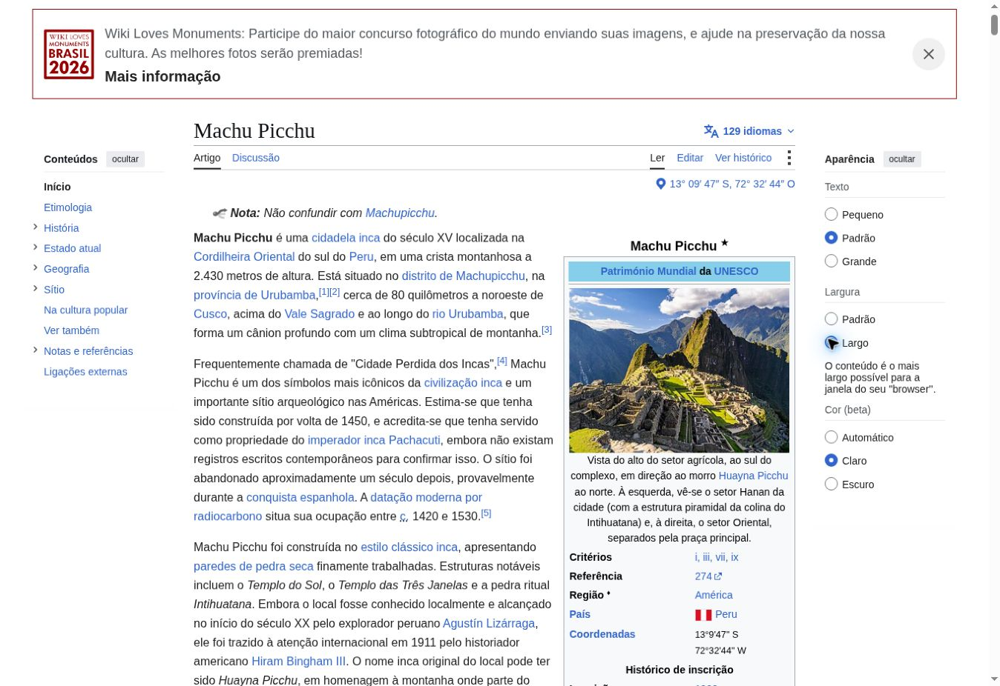 WIKI LOVES
MONUMENTS
BRASIL
2026
Wiki Loves Monuments: Participe do maior concurso fotográfico do mundo enviando suas imagens, e ajude na preservação da nossa
cultura. As melhores fotos serão premiadas!
Mais informação
Machu Picchu
129 idiomas
Artigo Discussão
Ler Editar Ver histórico
13° 09′ 47″ S, 72° 32′ 44″ O
Conteúdos ocultar
Início
Etimologia
História
Estado atual
Geografia
Sítio
Na cultura popular
Ver também
Notas e referências
Ligações externas
Nota: Não confundir com Machupicchu.
Machu Picchu é uma cidadela inca do século XV localizada na
Cordilheira Oriental do sul do Peru, em uma crista montanhosa a
2.430 metros de altura. Está situado no distrito de Machupicchu, na
província de Urubamba,[1][2] cerca de 80 quilômetros a noroeste de
Cusco, acima do Vale Sagrado e ao longo do rio Urubamba, que
forma um cânion profundo com um clima subtropical de montanha.[3]
Frequentemente chamada de "Cidade Perdida dos Incas",[4] Machu
Picchu é um dos símbolos mais icônicos da civilização inca e um
importante sítio arqueológico nas Américas. Estima-se que tenha
sido construída por volta de 1450, e acredita-se que tenha servido
como propriedade do imperador inca Pachacuti, embora não existam
registros escritos contemporâneos para confirmar isso. O sítio foi
abandonado aproximadamente um século depois, provavelmente
durante a conquista espanhola. A datação moderna por
radiocarbono situa sua ocupação entre c. 1420 e 1530.[5]
Machu Picchu foi construída no estilo clássico inca, apresentando
paredes de pedra seca finamente trabalhadas. Estruturas notáveis
incluem o Templo do Sol, o Templo das Três Janelas e a pedra ritual
Intihuatana. Embora o local fosse conhecido localmente e alcançado
no início do século XX pelo explorador peruano Agustín Lizárraga,
ele foi trazido à atenção internacional em 1911 pelo historiador
americano Hiram Bingham III. O nome inca original do local pode ter
sido Huayna Picchu, em homenagem à montanha onde parte do
Machu Picchu ★
Património Mundial da UNESCO
Vista do alto do setor agrícola, ao sul do
complexo, em direção ao morro Huayna Picchu
ao norte. À esquerda, vê-se o setor Hanan da
cidade (com a estrutura piramidal da colina do
Intihuatana) e, à direita, o setor Oriental,
separados pela praça principal.
Critérios i, iii, vii, ix
Referência 274
Região ♦ América
País Peru
Coordenadas 13°9'47" S
72°32'44" W
Histórico de inscrição
Aparência ocultar
Texto
Pequeno
Padrão
Grande
Largura
Padrão
Largo
O conteúdo é o mais
largo possível para a
janela do seu "browser".
Cor (beta)
Automático
Claro
Escuro